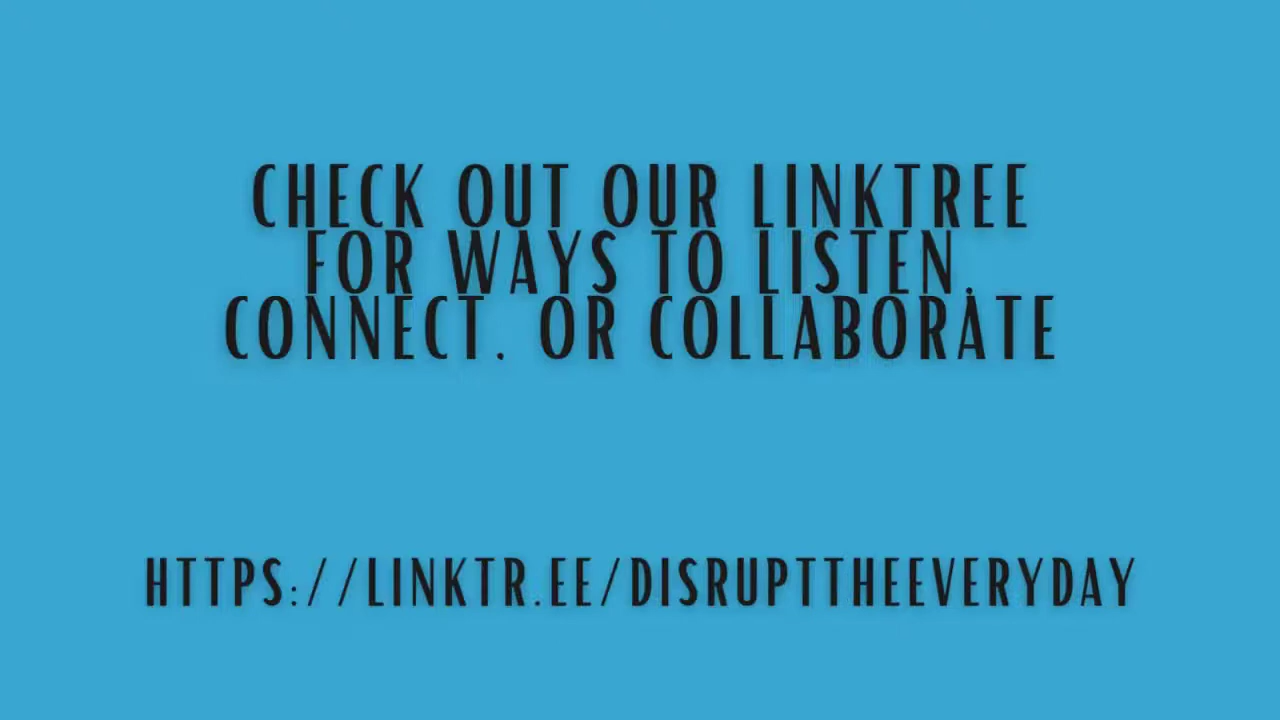 CHECK OUT OUR LINKTREE
FOR WAYS TO LISTEN,
CONNECT, OR COLLABORATE
HTTPS://LINKTR.EE/DISRUPTTHEEVERYDAY